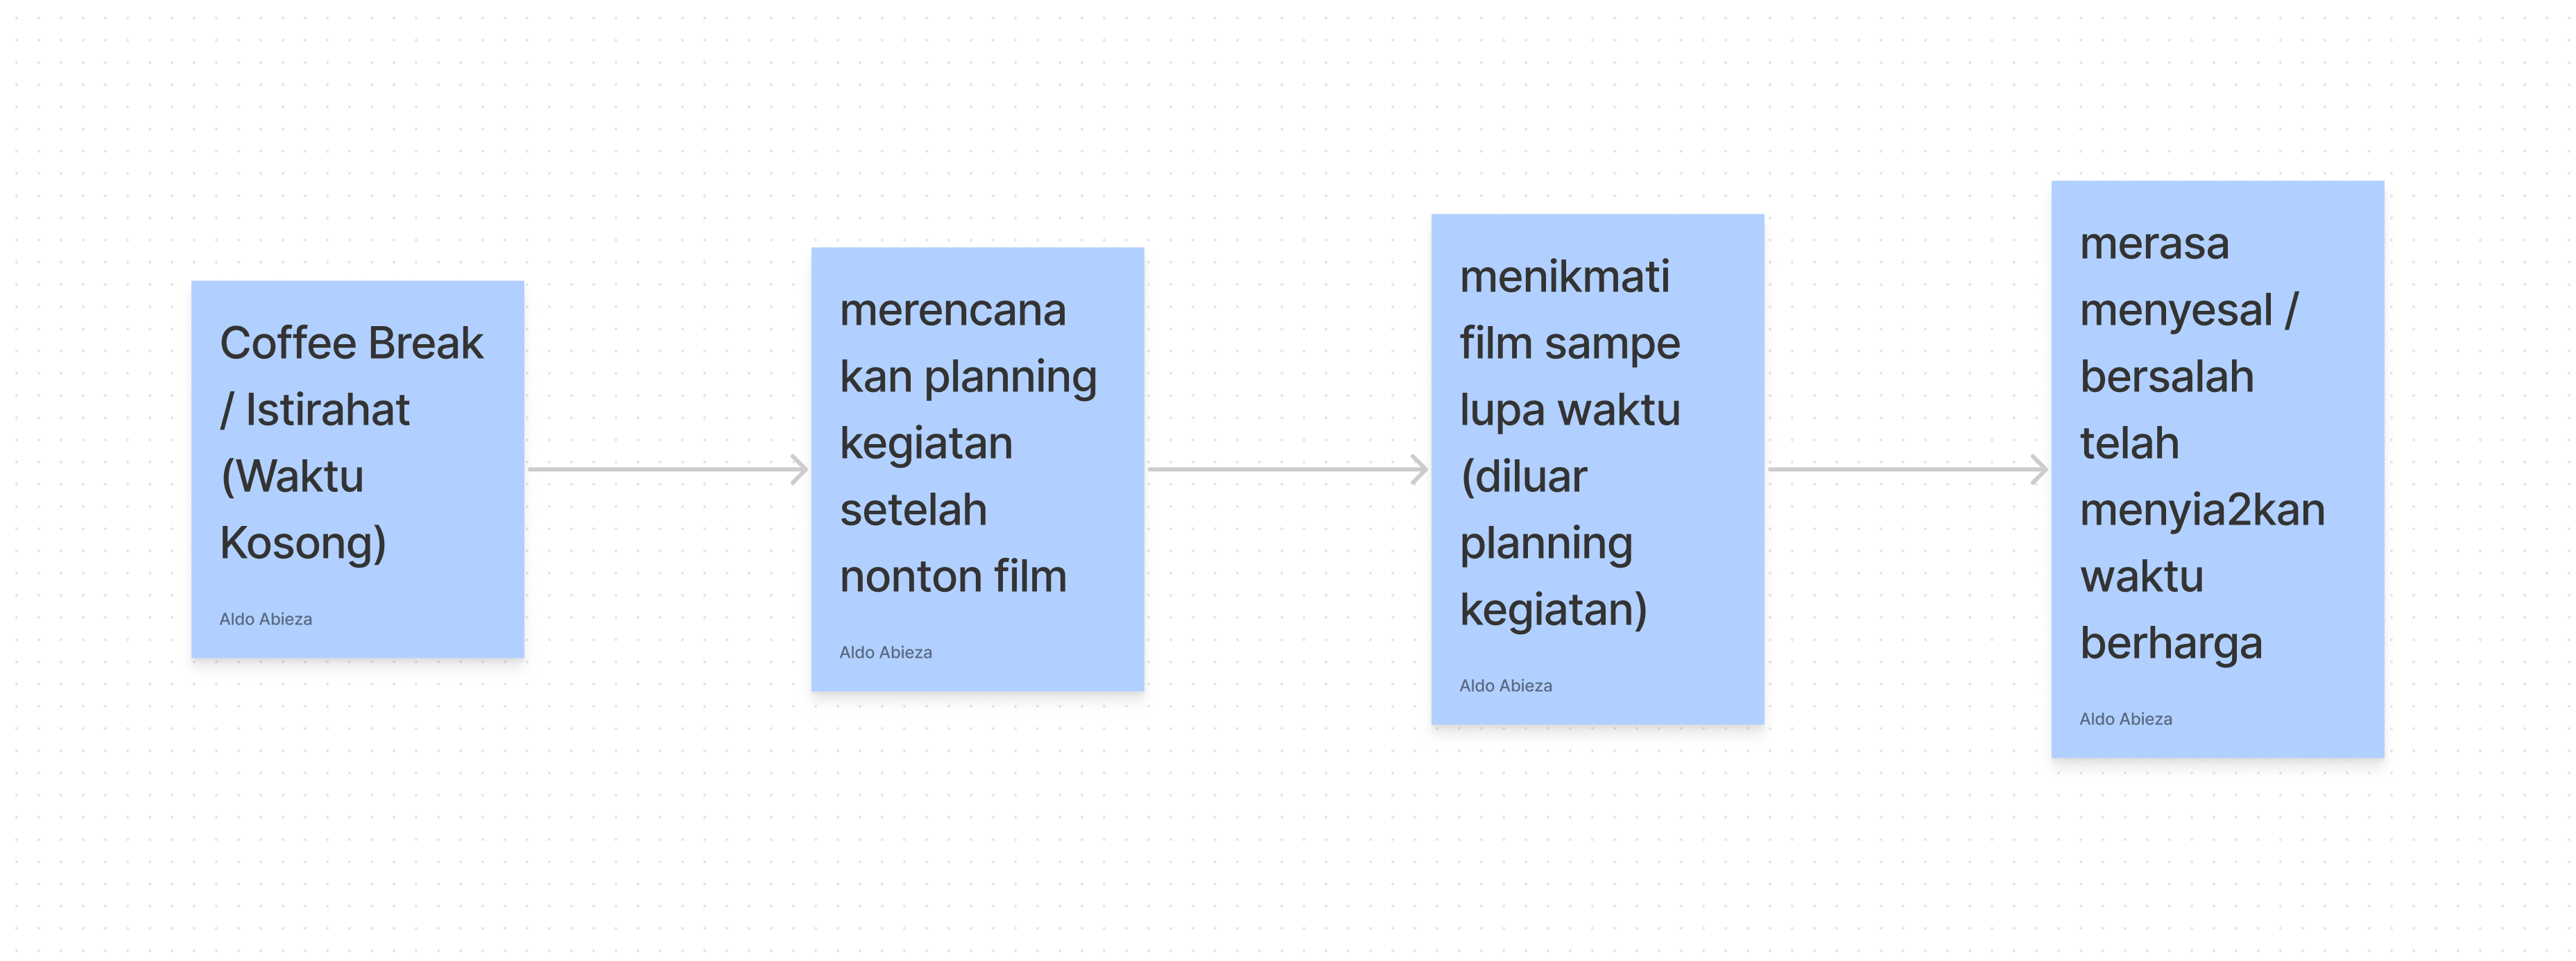 Coffee Break
/ Istirahat
(Waktu
Kosong)
Aldo Abieza
merencana
kan planning
kegiatan
setelah
nonton film
Aldo Abieza
menikmati
film sampe
lupa waktu
(diluar
planning
kegiatan)
Aldo Abieza
merasa
menyesal /
bersalah
telah
menyia2kan
waktu
berharga
Aldo Abieza